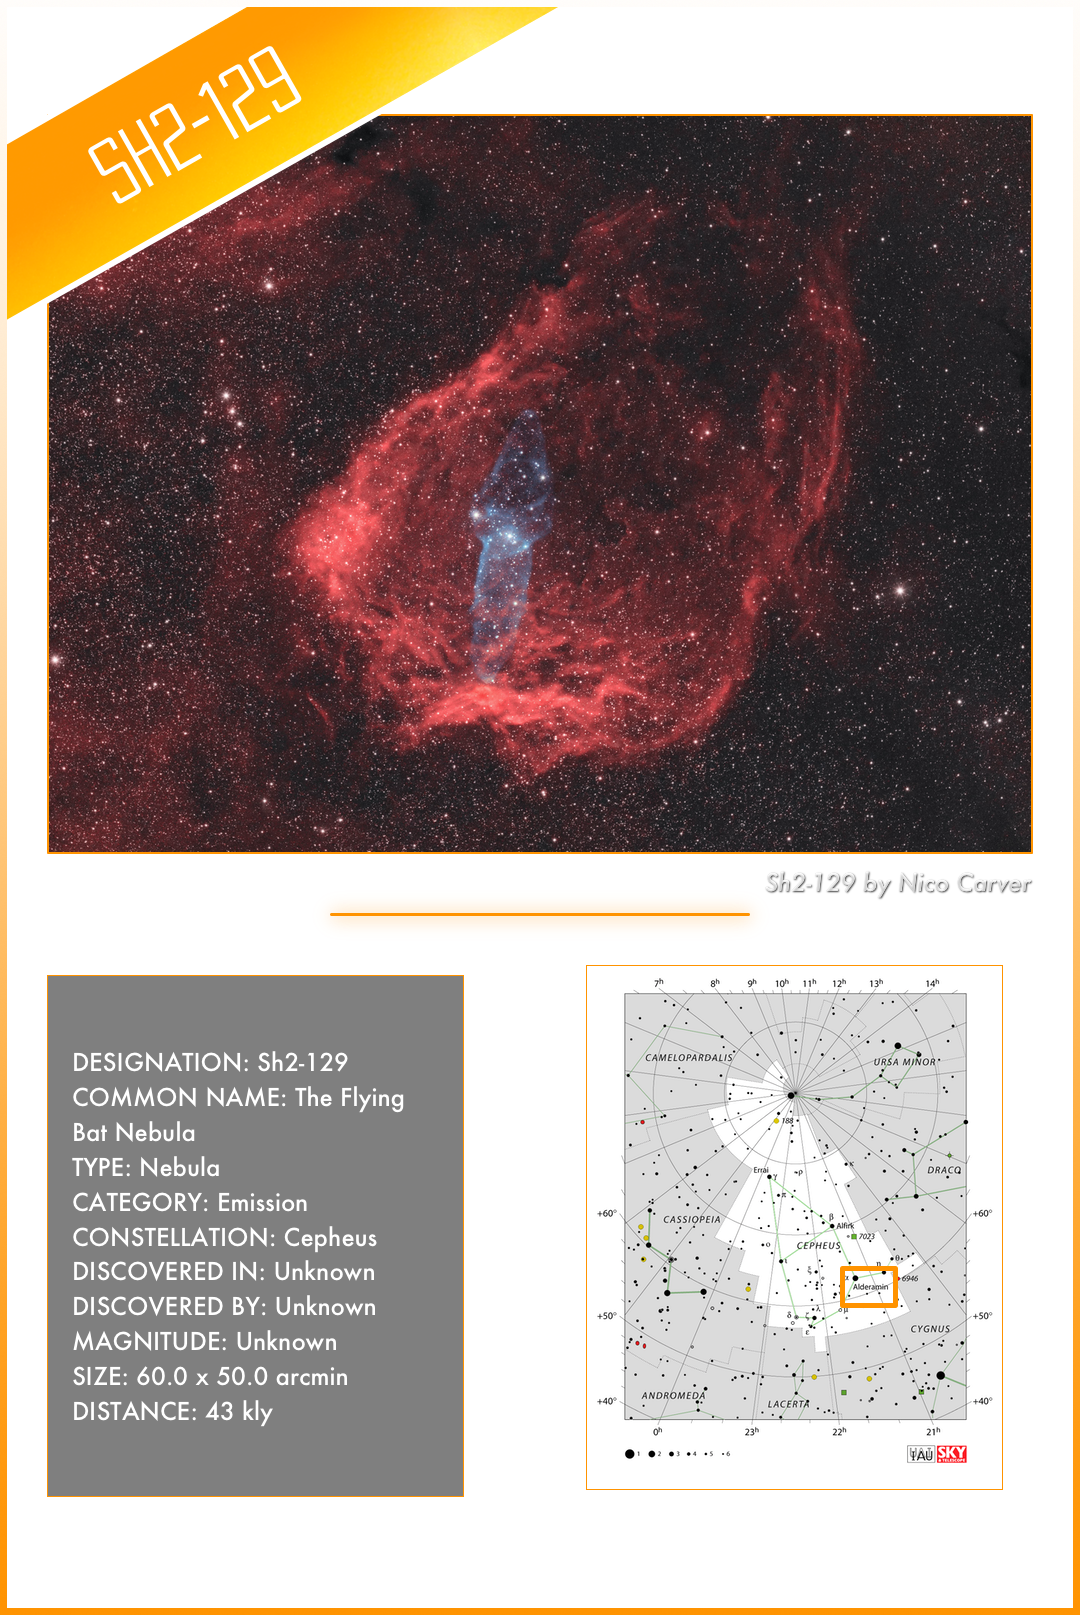 SH2-129
Sh2-129 by Nico Carver
DESIGNATION: Sh2-129
COMMON NAME: The Flying
Bat Nebula
TYPE: Nebula
CATEGORY: Emission
CONSTELLATION: Cepheus
DISCOVERED IN: Unknown
DISCOVERED BY: Unknown
MAGNITUDE: Unknown
SIZE: 60.0 x 50.0 arcmin
DISTANCE: 43 kly
7h 8h 9h 10h 11h 12h 13h 14h
CAMELOPARDALIS
URSA MINOR
188
DRACO
Errai γ
ρ
κ
π
CASSIOPEIA
+60°
+60°
β
Alfirk
7023
CEPHEUS
ο
ι
ξ
θ
η
α
6946
Alderamin
+50°
+50°
δ ζ λ μ
ε
CYGNUS
ANDROMEDA
LACERTA
+40°
+40°
0h 23h 22h 21h
1 2 3 4 5 6
IAU
SKY
& TELESCOPE